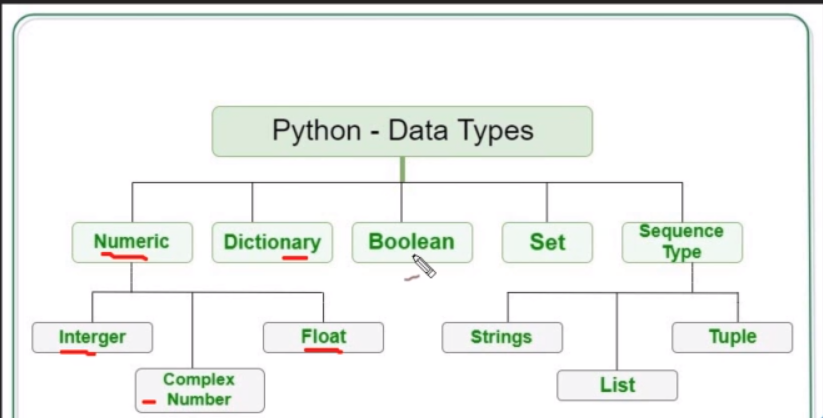 Python - Data Types
Numeric
Dictionary
Boolean
Set
Sequence
Type
Interger
Float
Strings
Tuple
Complex
Number
List